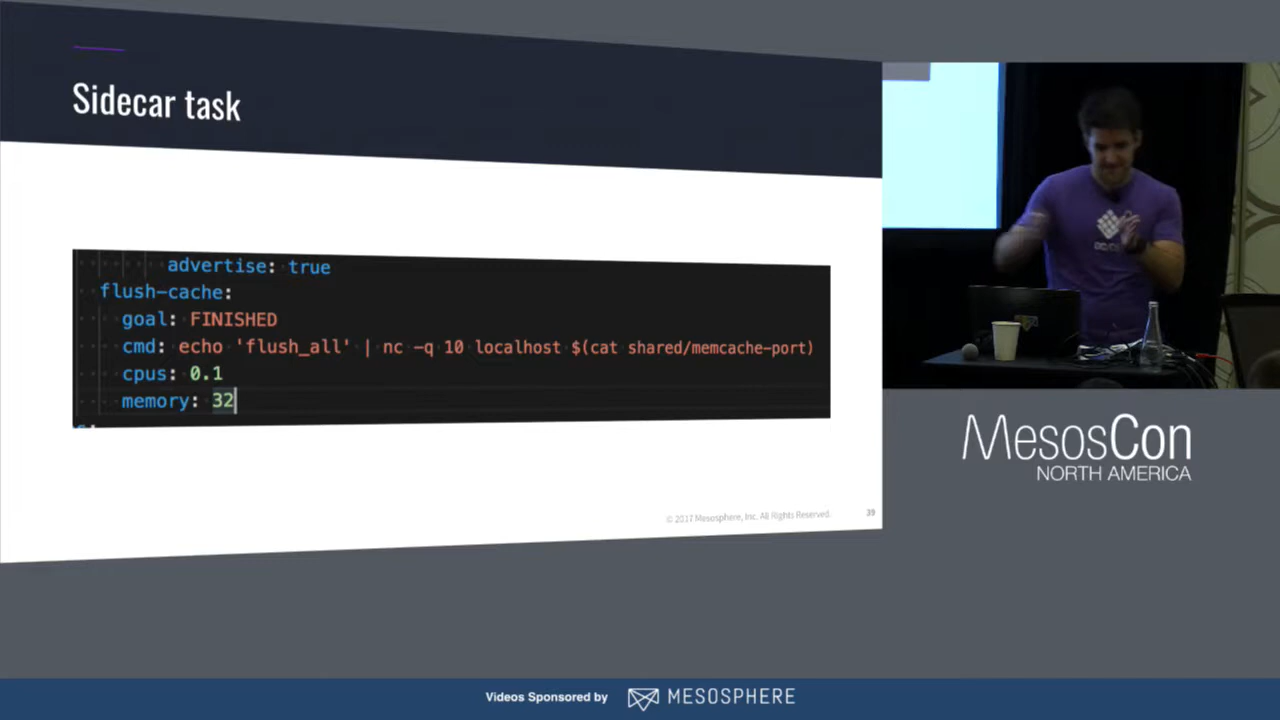 Sidecar task
advertise: true
flush-cache:
goal: FINISHED
cmd: echo 'flush_all' | nc -q 10 localhost $(cat shared/memcache-port)
cpus: 0.1
memory: 32
© 2017 Mesosphere, Inc. All Rights Reserved.
39
MesosCon
NORTH AMERICA
Videos Sponsored by
MESOSPHERE